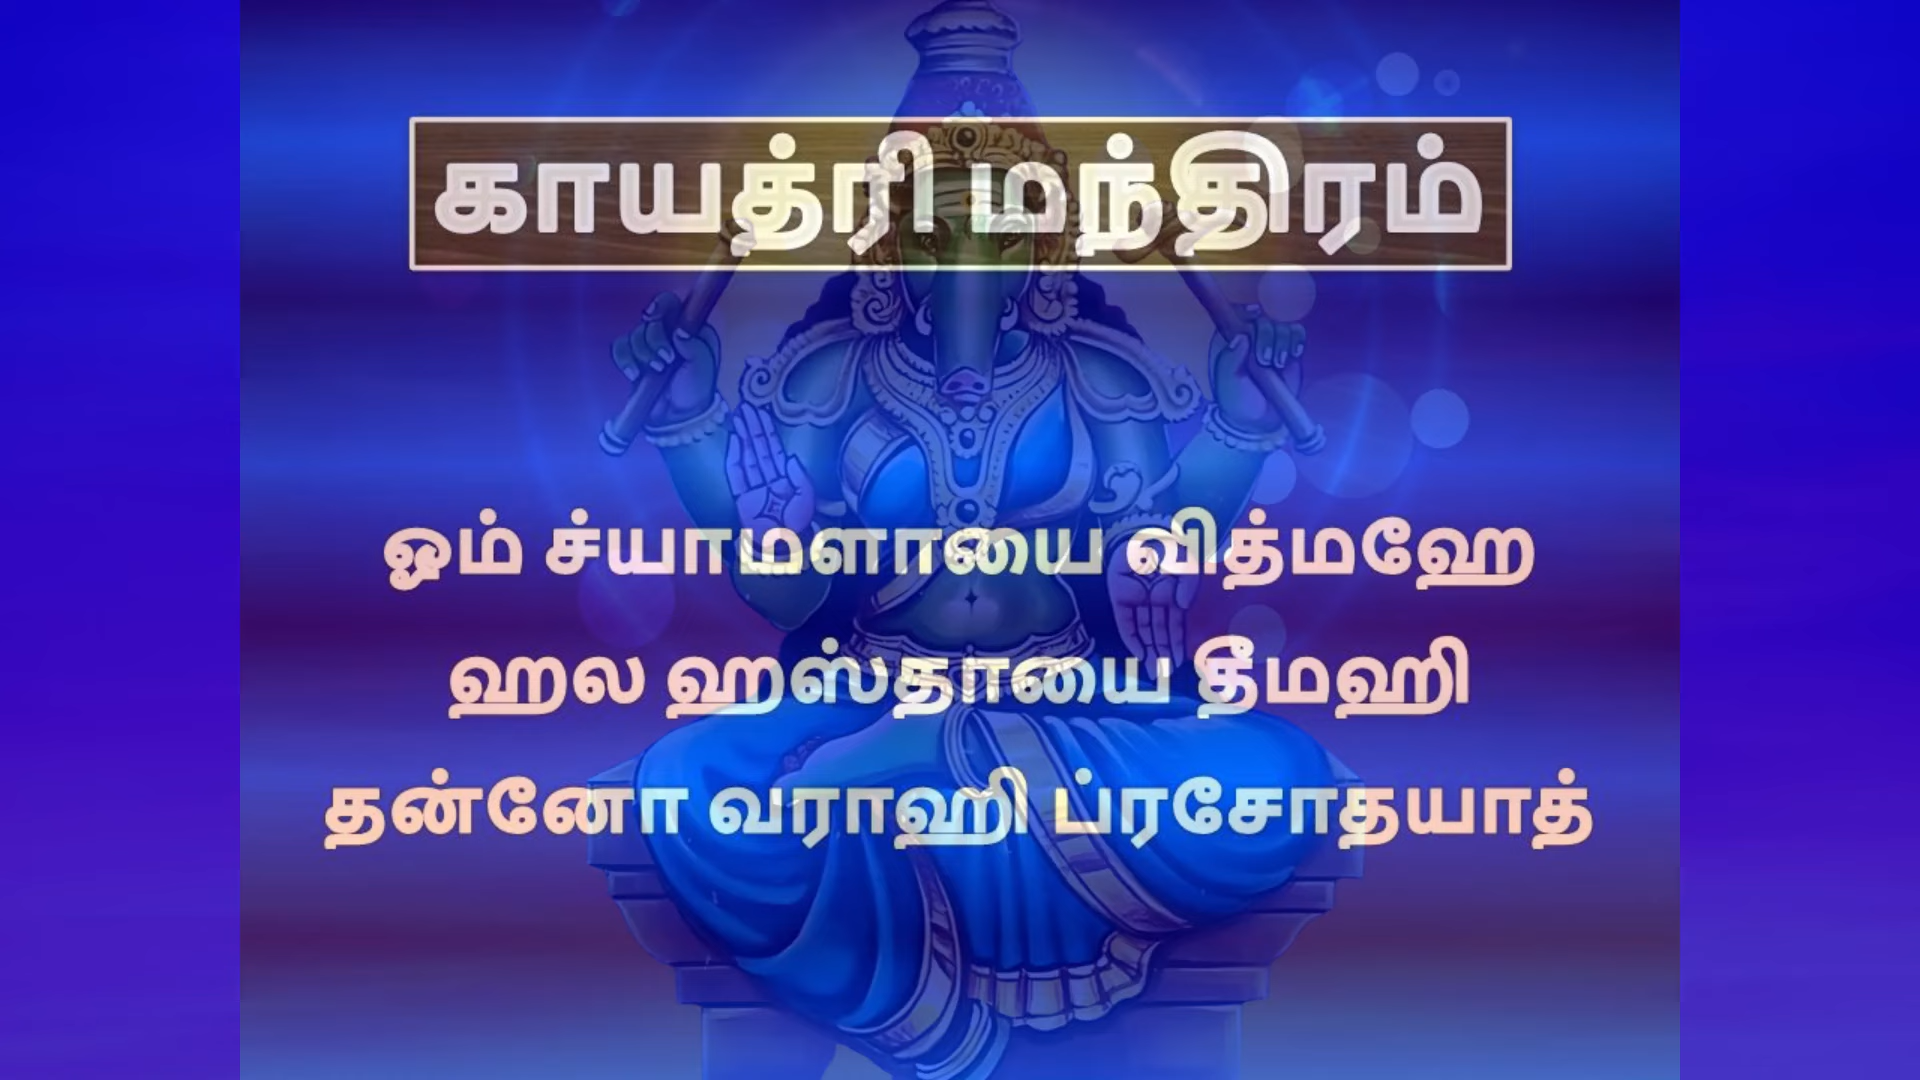 காயத்ரி மந்திரம்
ஓம் ச்யாமளாயை வித்மஹே
ஹல ஹஸ்தாயை தீமஹி
தன்னோ வராஹி ப்ரசோதயாத்